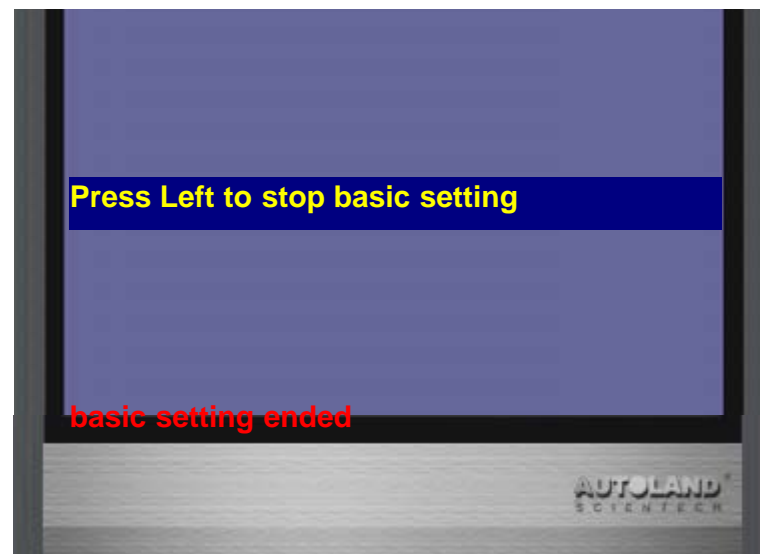 Press Left to stop basic setting
basic setting ended
AUTOLAND
SCIENTECH